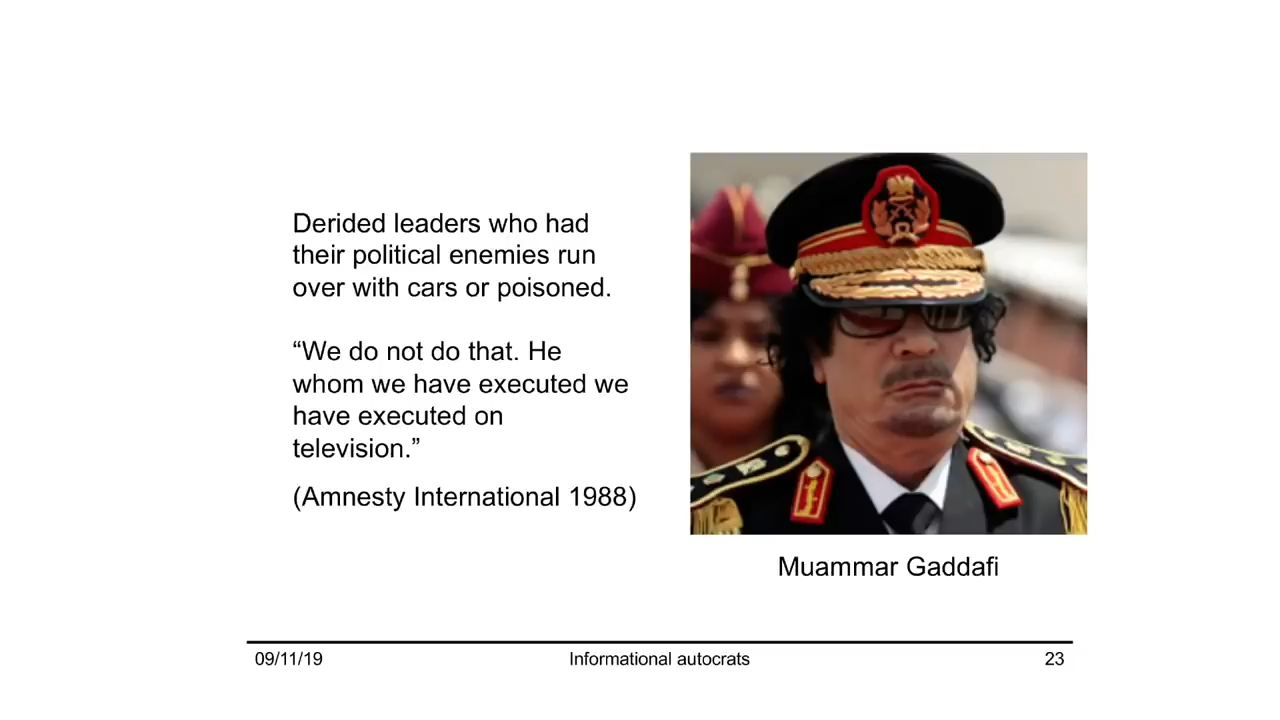 Derided leaders who had
their political enemies run
over with cars or poisoned.
“We do not do that. He
whom we have executed we
have executed on
television.”
(Amnesty International 1988)
Muammar Gaddafi
09/11/19
Informational autocrats
23